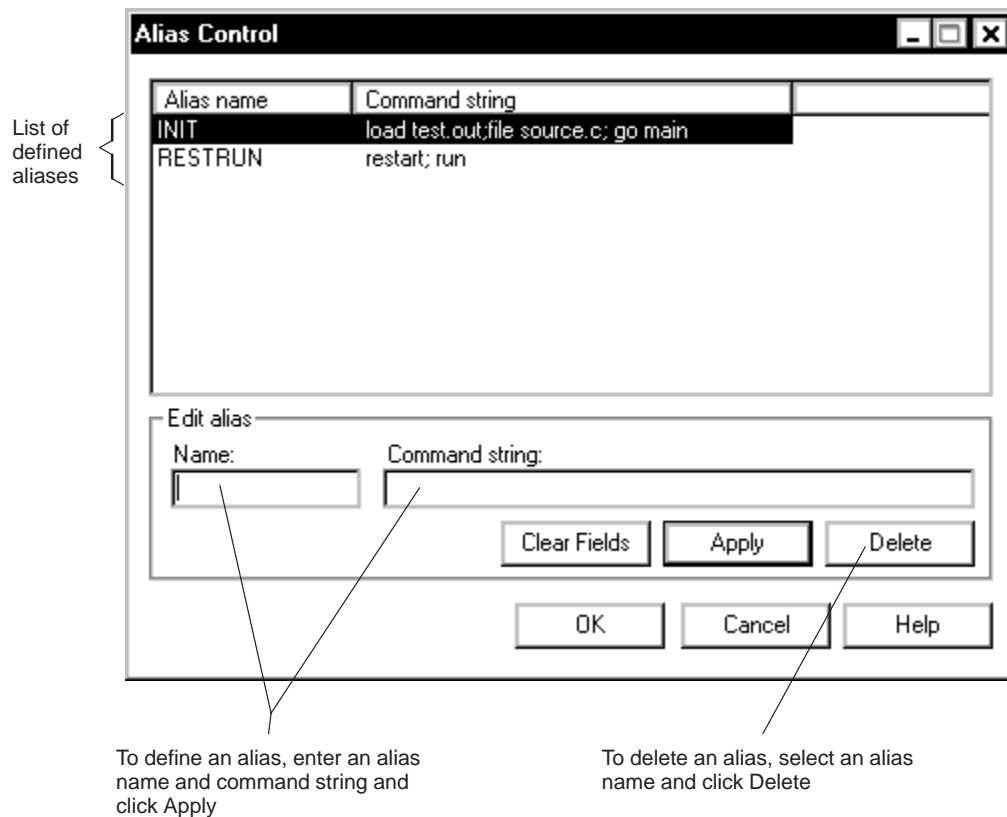 Alias Control
Alias name Command string
List of
defined
aliases
INIT load test.out;file source.c; go main
RESTRUN restart; run
Edit alias
Name: Command string:
Clear Fields Apply Delete
OK Cancel Help
To define an alias, enter an alias
name and command string and
click Apply
To delete an alias, select an alias
name and click Delete